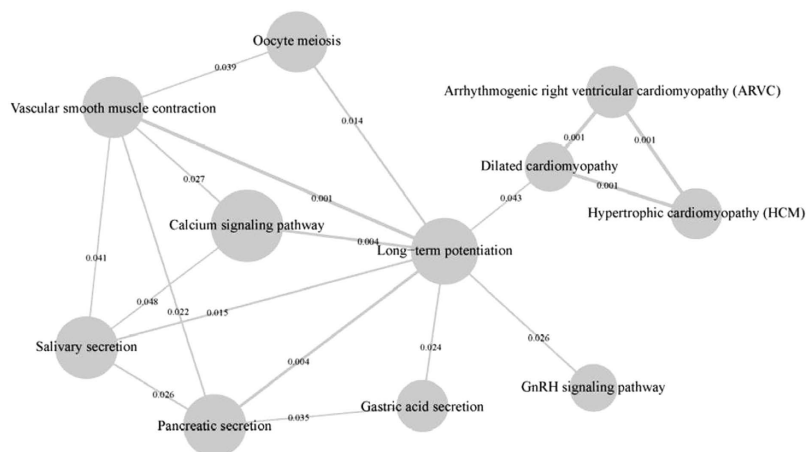 Oocyte meiosis
0.039
Arrhythmogenic right ventricular cardiomyopathy (ARVC)
Vascular smooth muscle contraction
0.014
0.001
0.001
Dilated cardiomyopathy
0.027
0.001
0.001
0.043
Hypertrophic cardiomyopathy (HCM)
Calcium signaling pathway
0.004
Long-term potentiation
0.041
0.048
0.022
0.015
0.026
Salivary secretion
0.024
0.004
GnRH signaling pathway
0.026
Gastric acid secretion
0.035
Pancreatic secretion